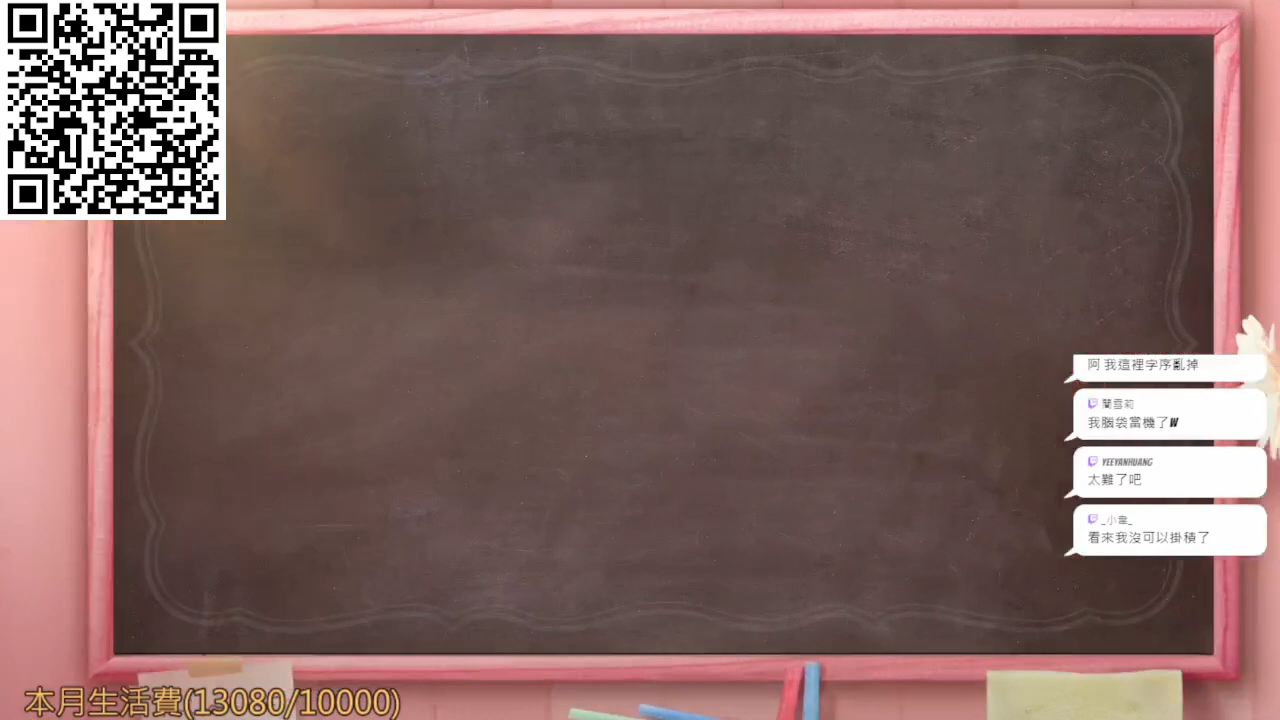 阿 我這裡字序亂掉
蘭雪莉
我腦袋當機了W
YEEYANHUANG
太難了吧
_小韋_
看來我沒可以掛積了
本月生活費(13080/10000)